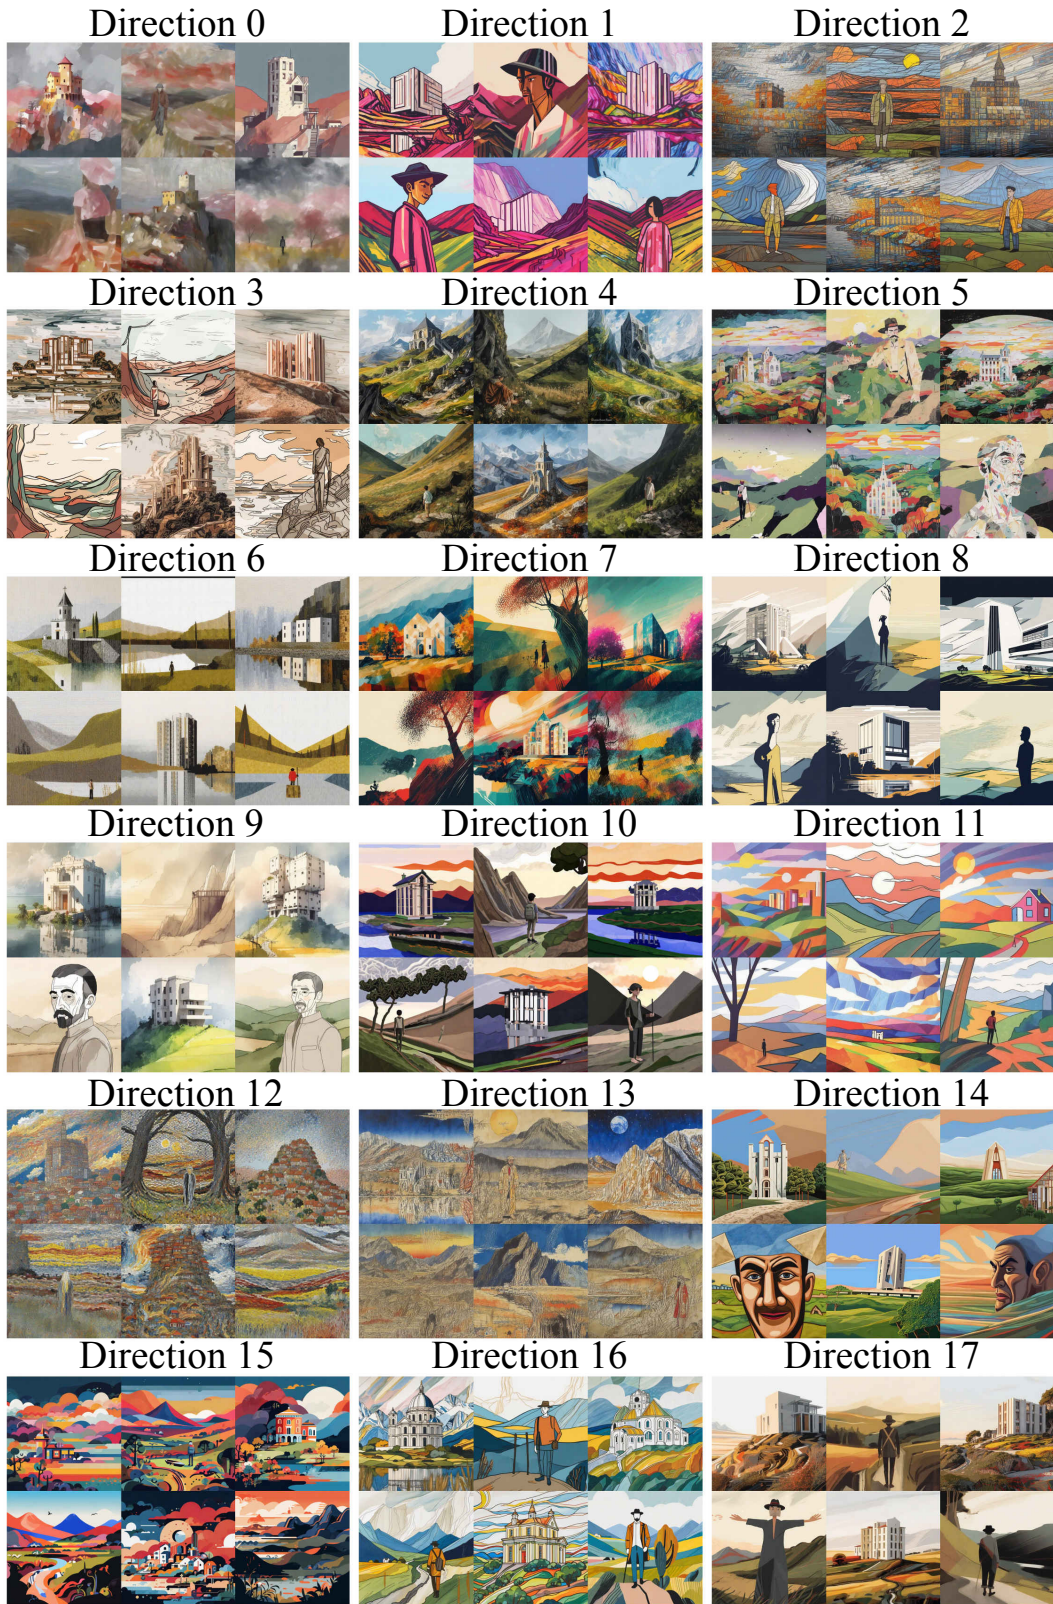 Direction 0
Direction 1
Direction 2
Direction 3
Direction 4
Direction 5
Direction 6
Direction 7
Direction 8
Direction 9
Direction 10
Direction 11
Direction 12
Direction 13
Direction 14
Direction 15
Direction 16
Direction 17